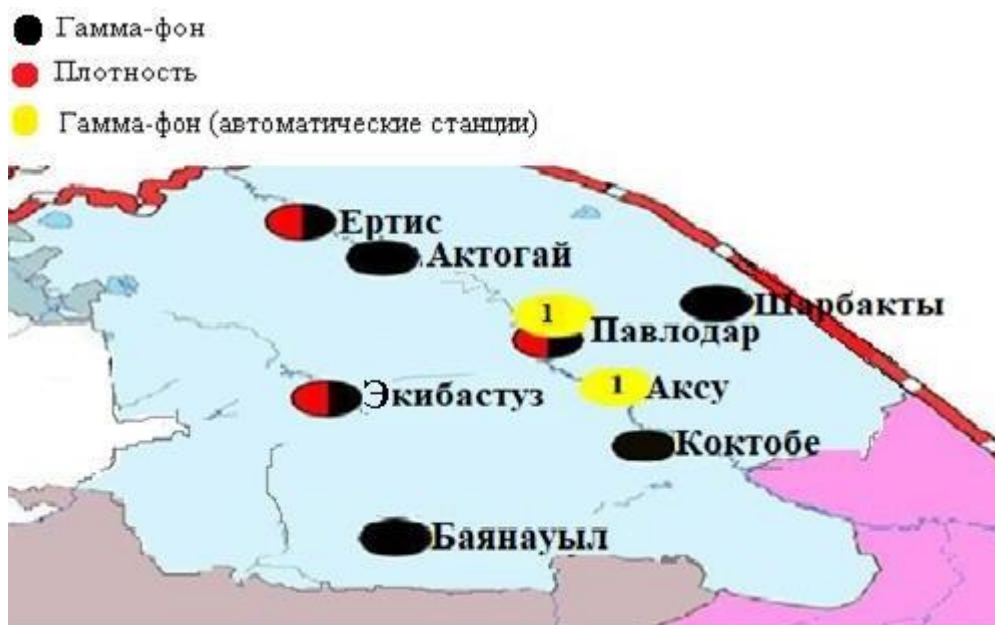 Гамма-фон
Плотность
Гамма-фон (автоматические станции)
Ертис
Актогай
Шарбакты
1
Павлодар
1
Аксу
Экибастуз
Коктобе
Баянауыл